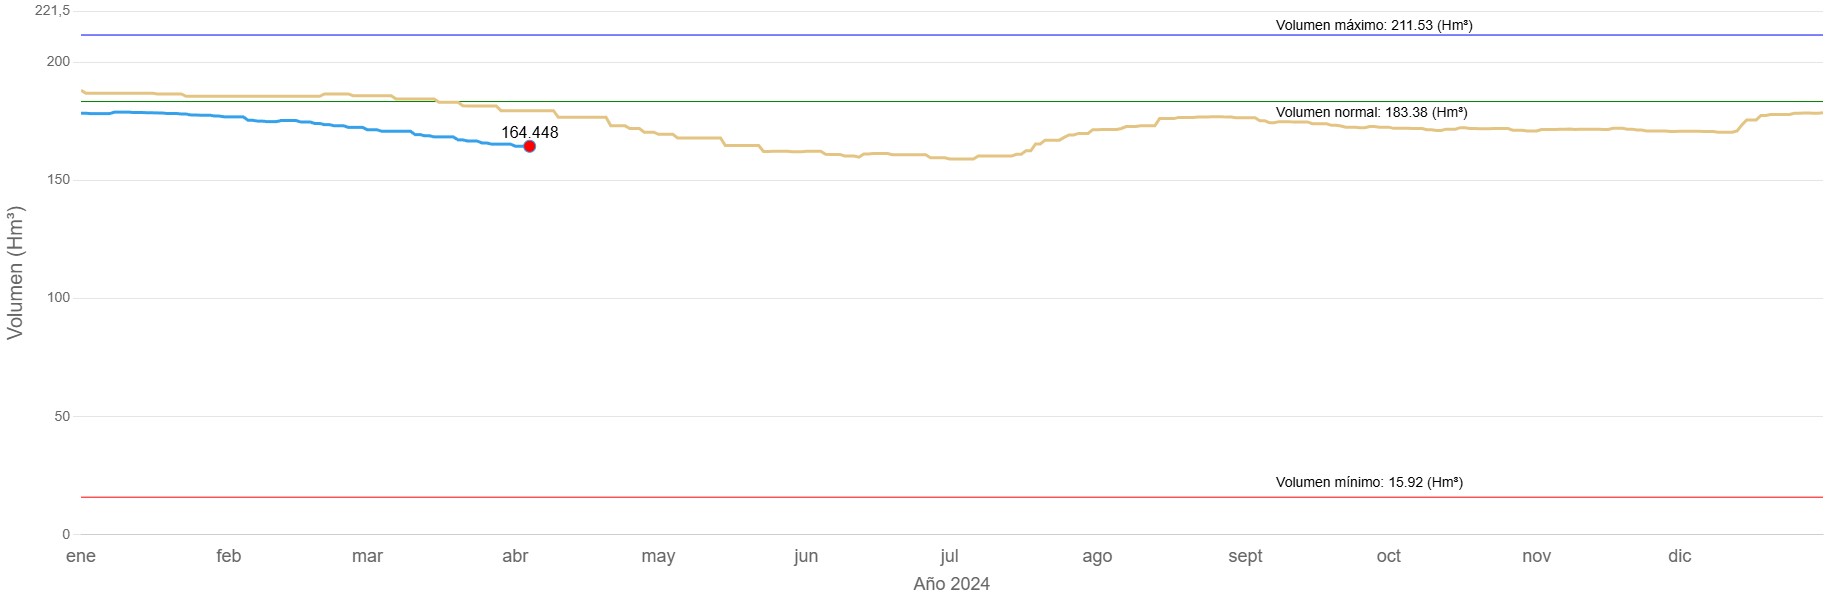 221,5
Volumen máximo: 211.53 (Hm³)
200
Volumen normal: 183.38 (Hm³)
164.448
150
Volumen (Hm³)
100
50
Volumen mínimo: 15.92 (Hm³)
0
ene feb mar abr may jun jul ago sept oct nov dic
Año 2024